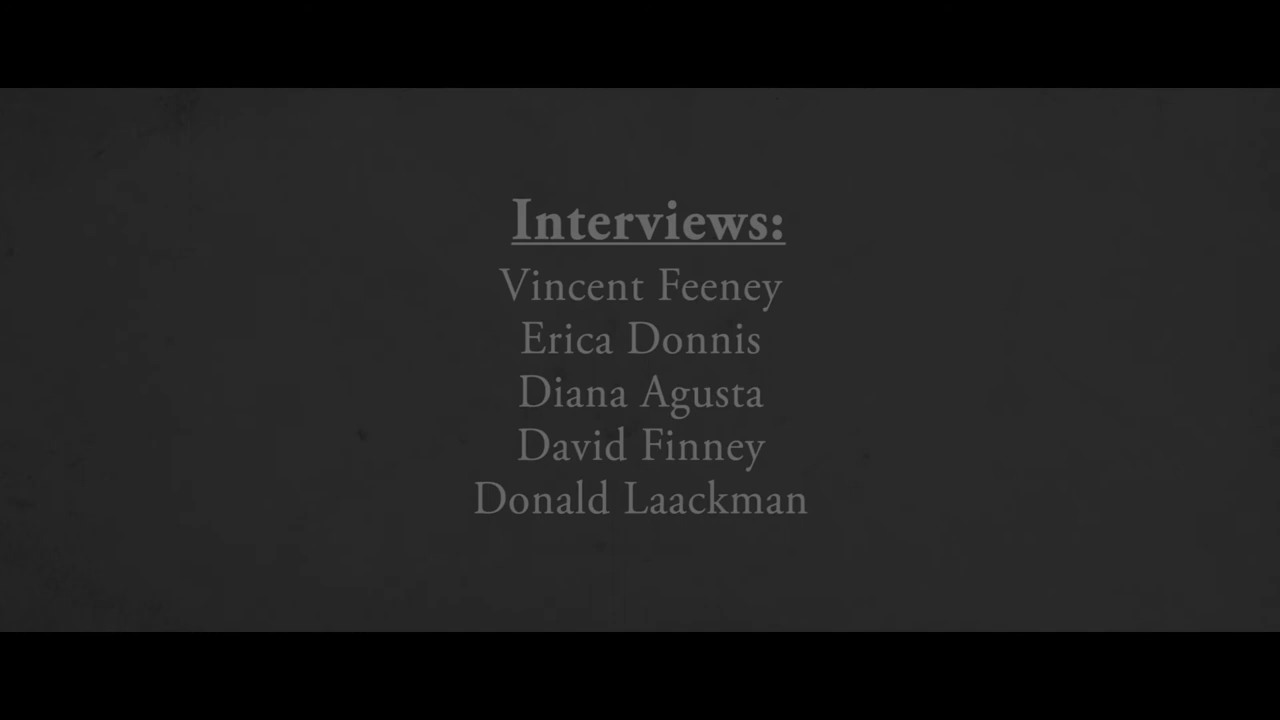 Interviews:
Vincent Feeney
Erica Donnis
Diana Agusta
David Finney
Donald Laackman